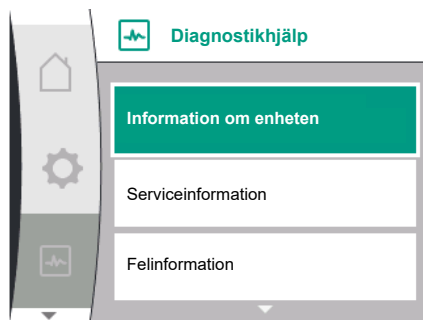 Diagnostikhjälp
Information om enheten
Serviceinformation
Felinformation